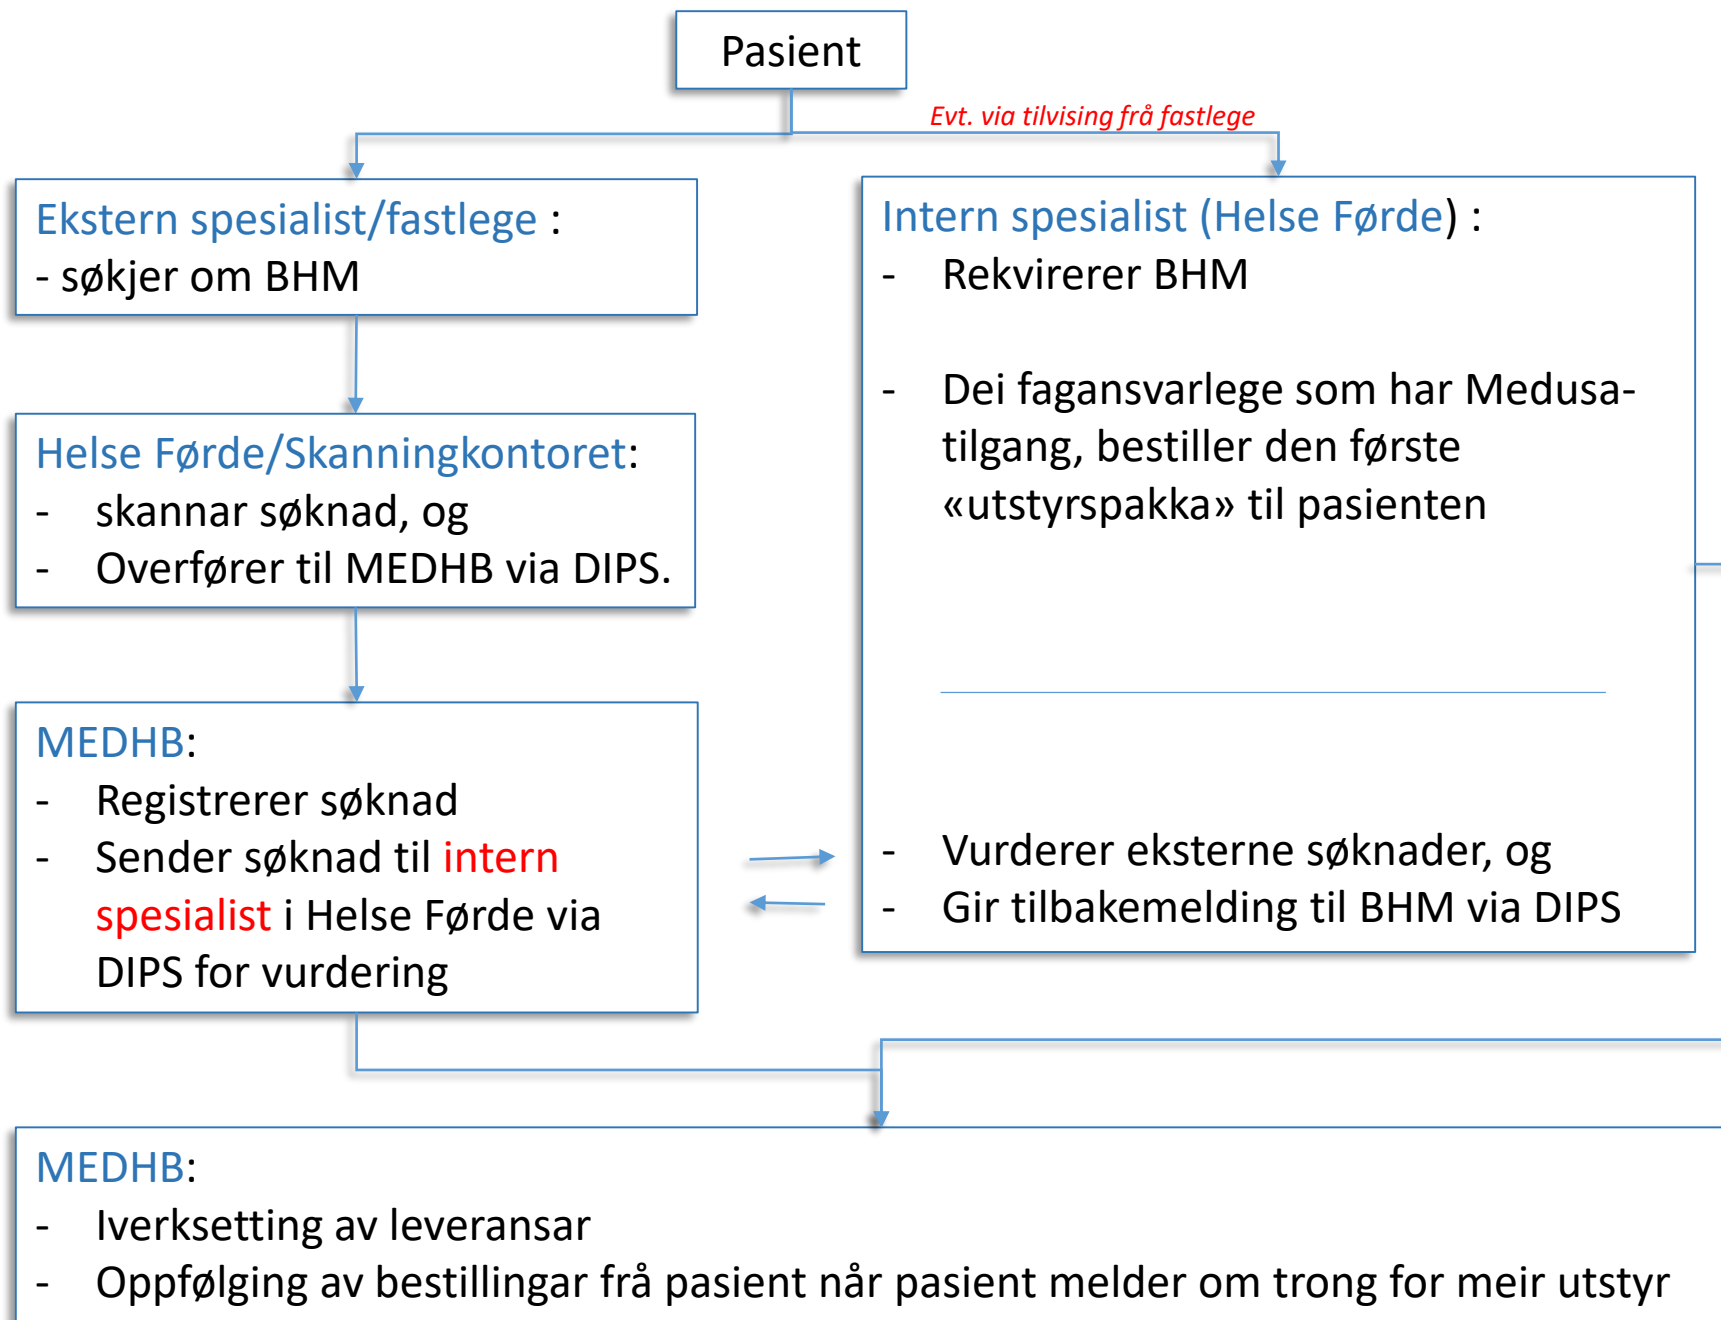 Pasient
Evt. via tilvising frå fastlege
Ekstern spesialist/fastlege :
- søkjer om BHM
Helse Førde/Skanningkontoret:
- skannar søknad, og
- Overfører til MEDHB via DIPS.
MEDHB:
- Registrerer søknad
- Sender søknad til intern
spesialist i Helse Førde via
DIPS for vurdering
Intern spesialist (Helse Førde) :
- Rekvirerer BHM
- Dei fagansvarlege som har Medusa-
tilgang, bestiller den første
«utstyrspakka» til pasienten
- Vurderer eksterne søknader, og
- Gir tilbakemelding til BHM via DIPS
MEDHB:
- Iverksetting av leveransar
- Oppfølging av bestillingar frå pasient når pasient melder om trong for meir utstyr